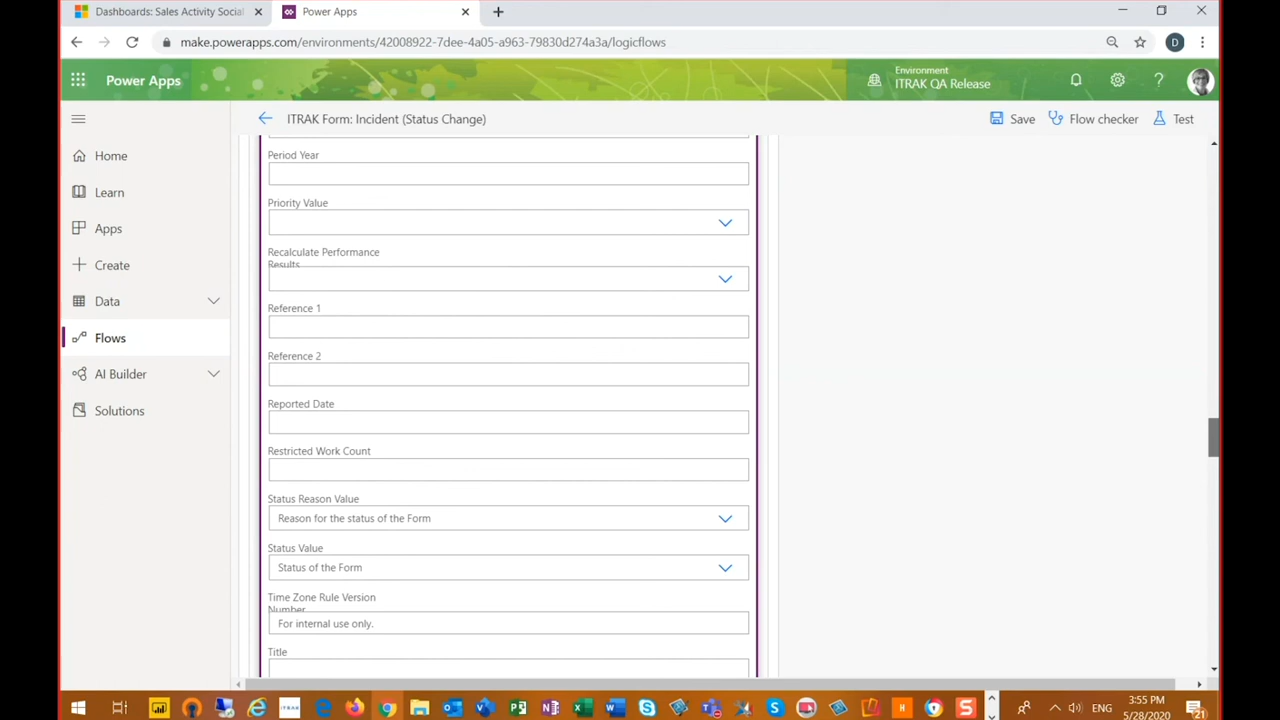 Dashboards: Sales Activity Social
Power Apps
make.powerapps.com/environments/42008922-7dee-4a05-a963-79830d274a3a/logicflows
D
Power Apps
Environment
ITRAK QA Release
ITRAK Form: Incident (Status Change)
Save
Flow checker
Test
Home
Learn
Apps
Create
Data
Flows
AI Builder
Solutions
Period Year
Priority Value
Recalculate Performance
Results
Reference 1
Reference 2
Reported Date
Restricted Work Count
Status Reason Value
Reason for the status of the Form
Status Value
Status of the Form
Time Zone Rule Version
Number
For internal use only.
Title
ITRAK
ENG
3:55 PM
5/28/2020
21